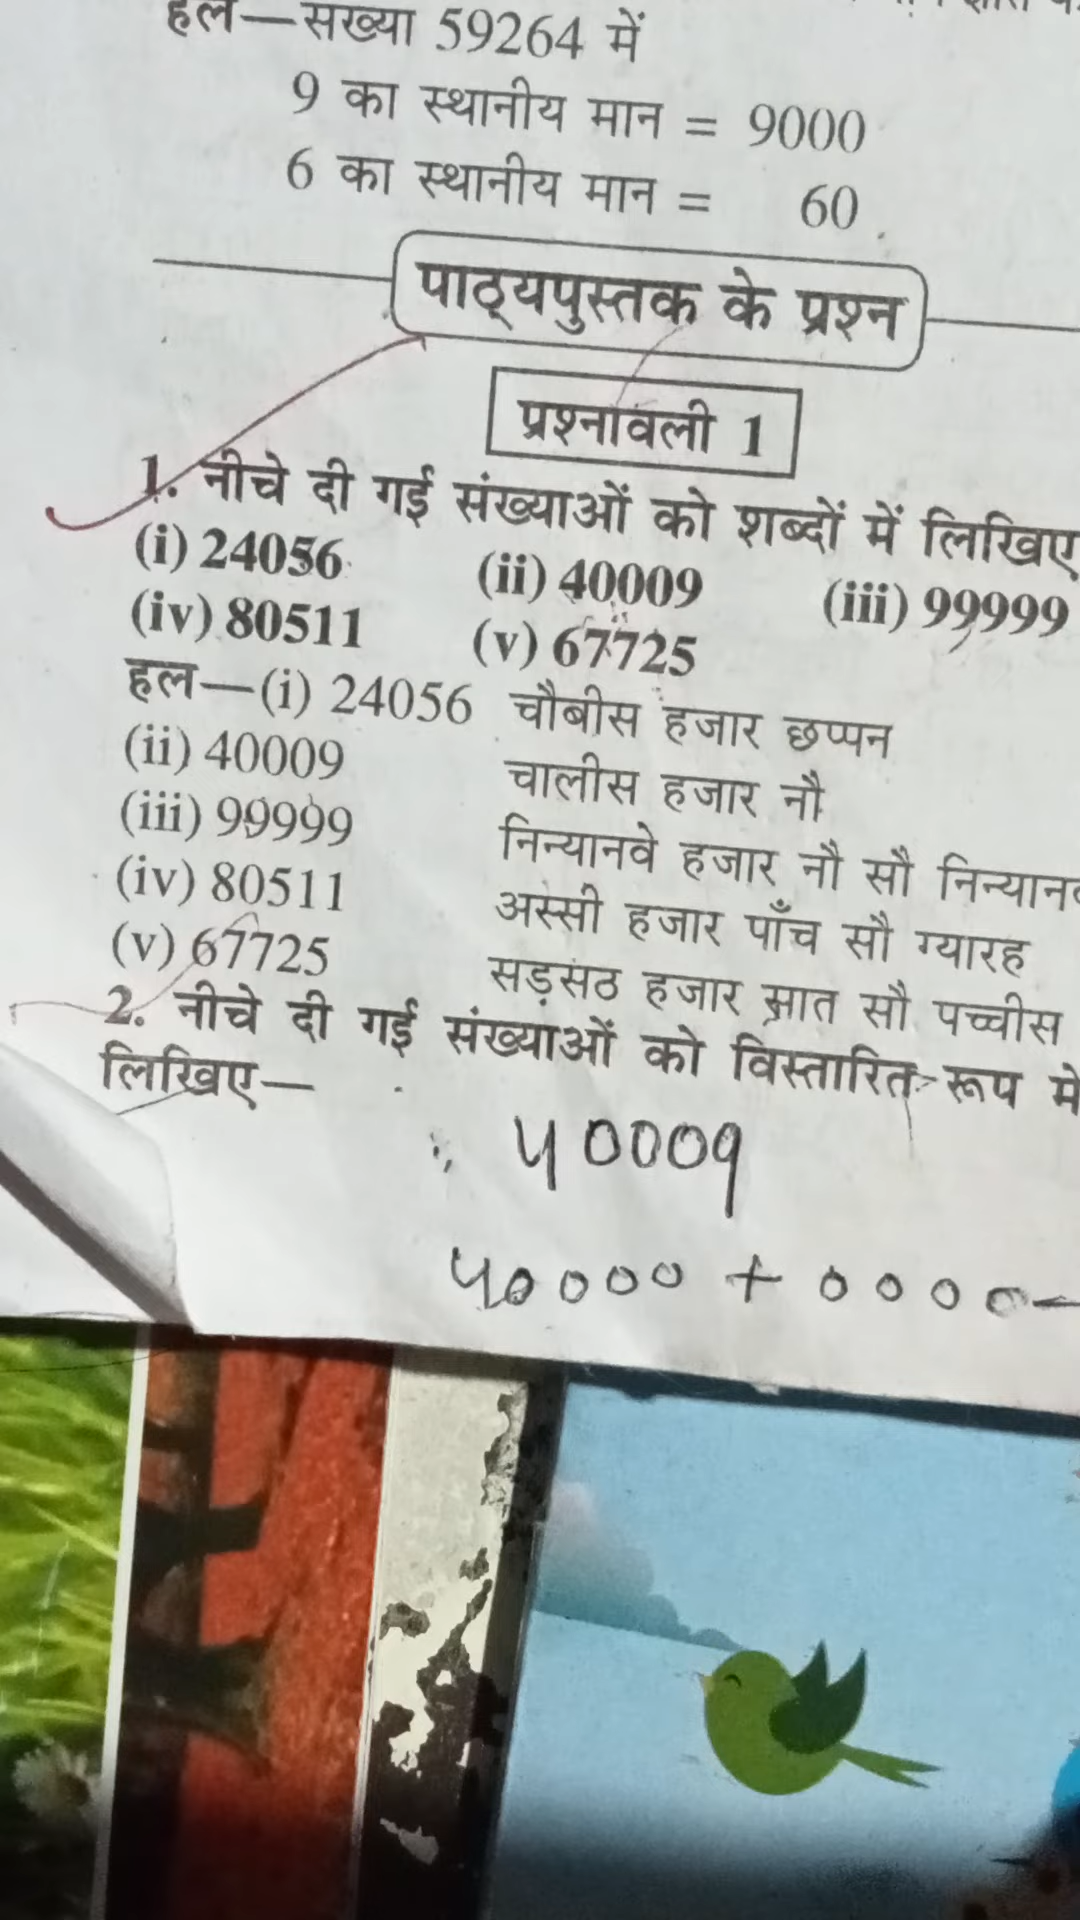 हल—संख्या 59264 में
9 का स्थानीय मान = 9000
6 का स्थानीय मान = 60
पाठ्यपुस्तक के प्रश्न
प्रश्नावली 1
1. नीचे दी गई संख्याओं को शब्दों में लिखिए
(i) 24056 (ii) 40009 (iii) 99999
(iv) 80511 (v) 67725
हल—(i) 24056 चौबीस हजार छप्पन
(ii) 40009 चालीस हजार नौ
(iii) 99999 निन्यानवे हजार नौ सौ
(iv) 80511 अस्सी हजार पाँच सौ ग्यारह
(v) 67725 सड़सठ हजार सात सौ पच्चीस
2. नीचे दी गई संख्याओं को विस्तारित रूप में
लिखिए—
40009
40000 + 0000